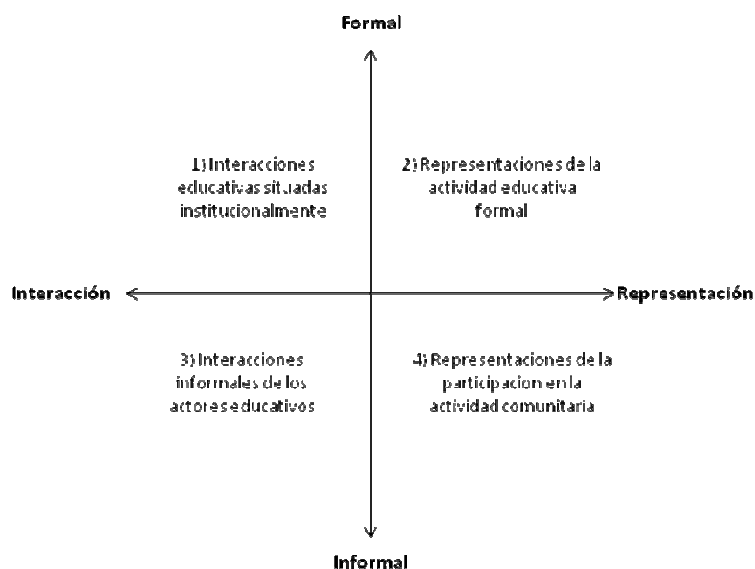 Formal
1) Interacciones
educativas situadas
institucionalmente
2) Representaciones de la
actividad educativa
formal
Interacción
Representación
3) Interacciones
informales de los
actores educativos
4) Representaciones de la
participacion en la
actividad comunitaria
Informal